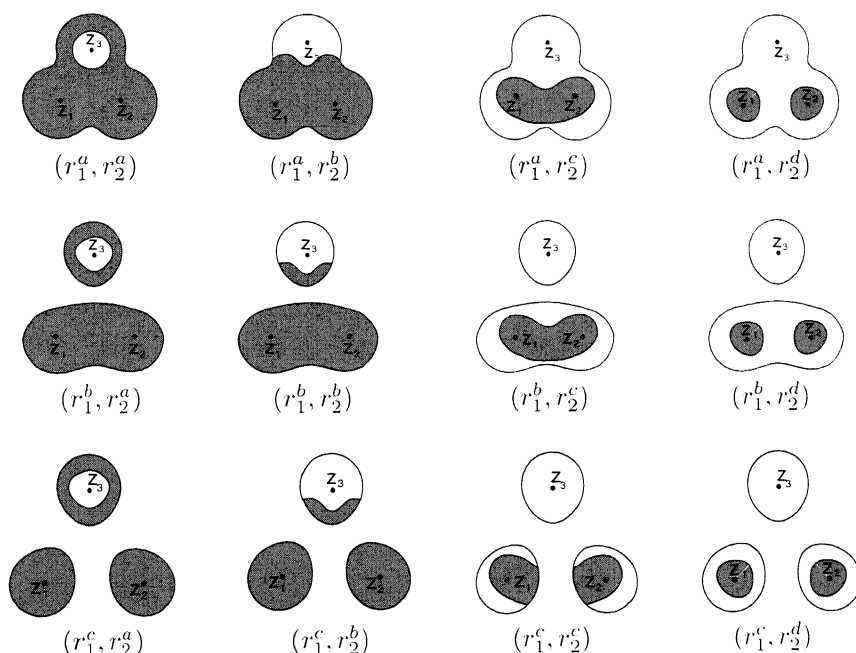 z₃ z₃ z₃ z₃
z₁ z₂ z₁ z₂ z₁ z₂ z₁ z₂
(r₁ᵃ, r₂ᵃ) (r₁ᵃ, r₂ᵇ) (r₁ᵃ, r₂ᶜ) (r₁ᵃ, r₂ᵈ)
z₃ z₃ z₃ z₃
z₁ z₂ z₁ z₂ z₁ z₂ z₁ z₂
(r₁ᵇ, r₂ᵃ) (r₁ᵇ, r₂ᵇ) (r₁ᵇ, r₂ᶜ) (r₁ᵇ, r₂ᵈ)
z₃ z₃ z₃ z₃
z₁ z₂ z₁ z₂ z₁ z₂ z₁ z₂
(r₁ᶜ, r₂ᵃ) (r₁ᶜ, r₂ᵇ) (r₁ᶜ, r₂ᶜ) (r₁ᶜ, r₂ᵈ)